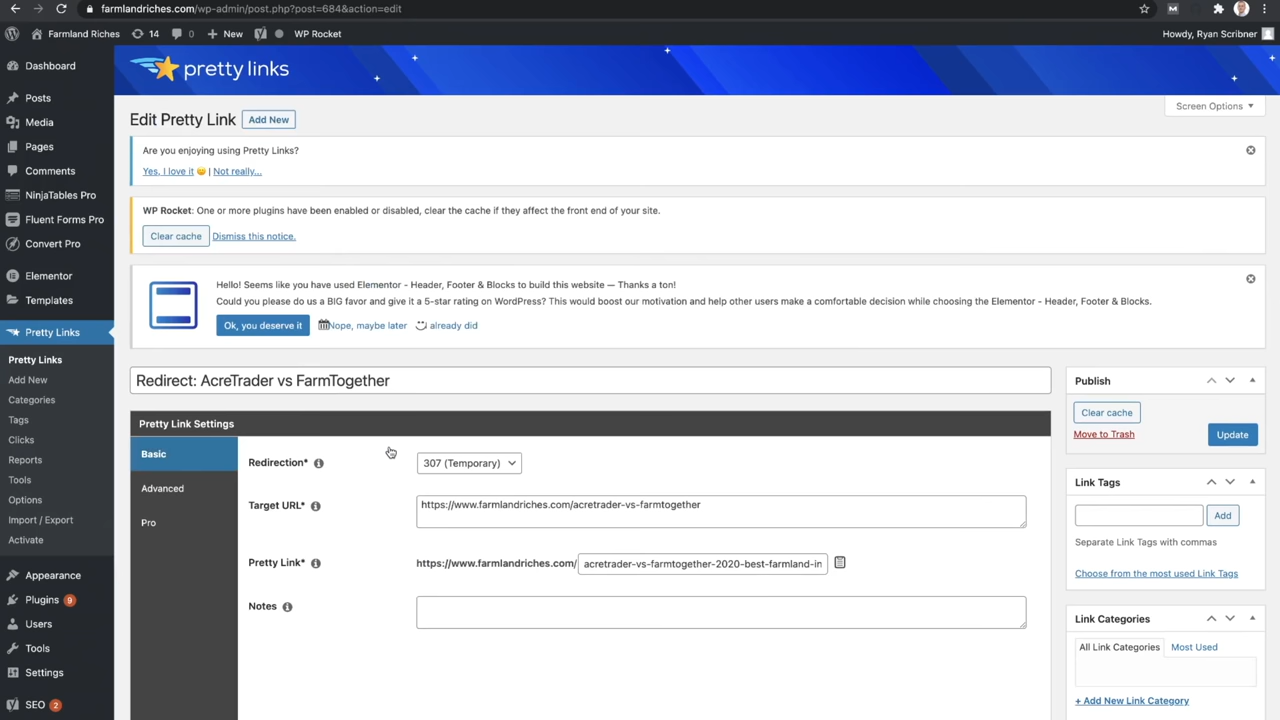 farmlandriches.com/wp-admin/post.php?post=684&action=edit
Farmland Riches
14
0
New
WP Rocket
Howdy, Ryan Scribner
Dashboard
Posts
Media
Pages
Comments
NinjaTables Pro
Fluent Forms Pro
Convert Pro
Elementor
Templates
Pretty Links
Pretty Links
Add New
Categories
Tags
Clicks
Reports
Tools
Options
Import / Export
Activate
Appearance
Plugins 9
Users
Tools
Settings
SEO 2
pretty links
Screen Options
Edit Pretty Link
Add New
Are you enjoying using Pretty Links?
Yes, I love it | Not really...
WP Rocket: One or more plugins have been enabled or disabled, clear the cache if they affect the front end of your site.
Clear cache
Dismiss this notice.
Hello! Seems like you have used Elementor - Header, Footer & Blocks to build this website — Thanks a ton!
Could you please do us a BIG favor and give it a 5-star rating on WordPress? This would boost our motivation and help other users make a comfortable decision while choosing the Elementor - Header, Footer & Blocks.
Ok, you deserve it
Nope, maybe later
already did
Redirect: AcreTrader vs FarmTogether
Pretty Link Settings
Basic
Advanced
Pro
Redirection*
307 (Temporary)
Target URL*
https://www.farmlandriches.com/acretrader-vs-farmtogether
Pretty Link*
https://www.farmlandriches.com/
acretrader-vs-farmtogether-2020-best-farmland-in
Notes
Publish
Clear cache
Move to Trash
Update
Link Tags
Add
Separate Link Tags with commas
Choose from the most used Link Tags
Link Categories
All Link Categories
Most Used
+ Add New Link Category